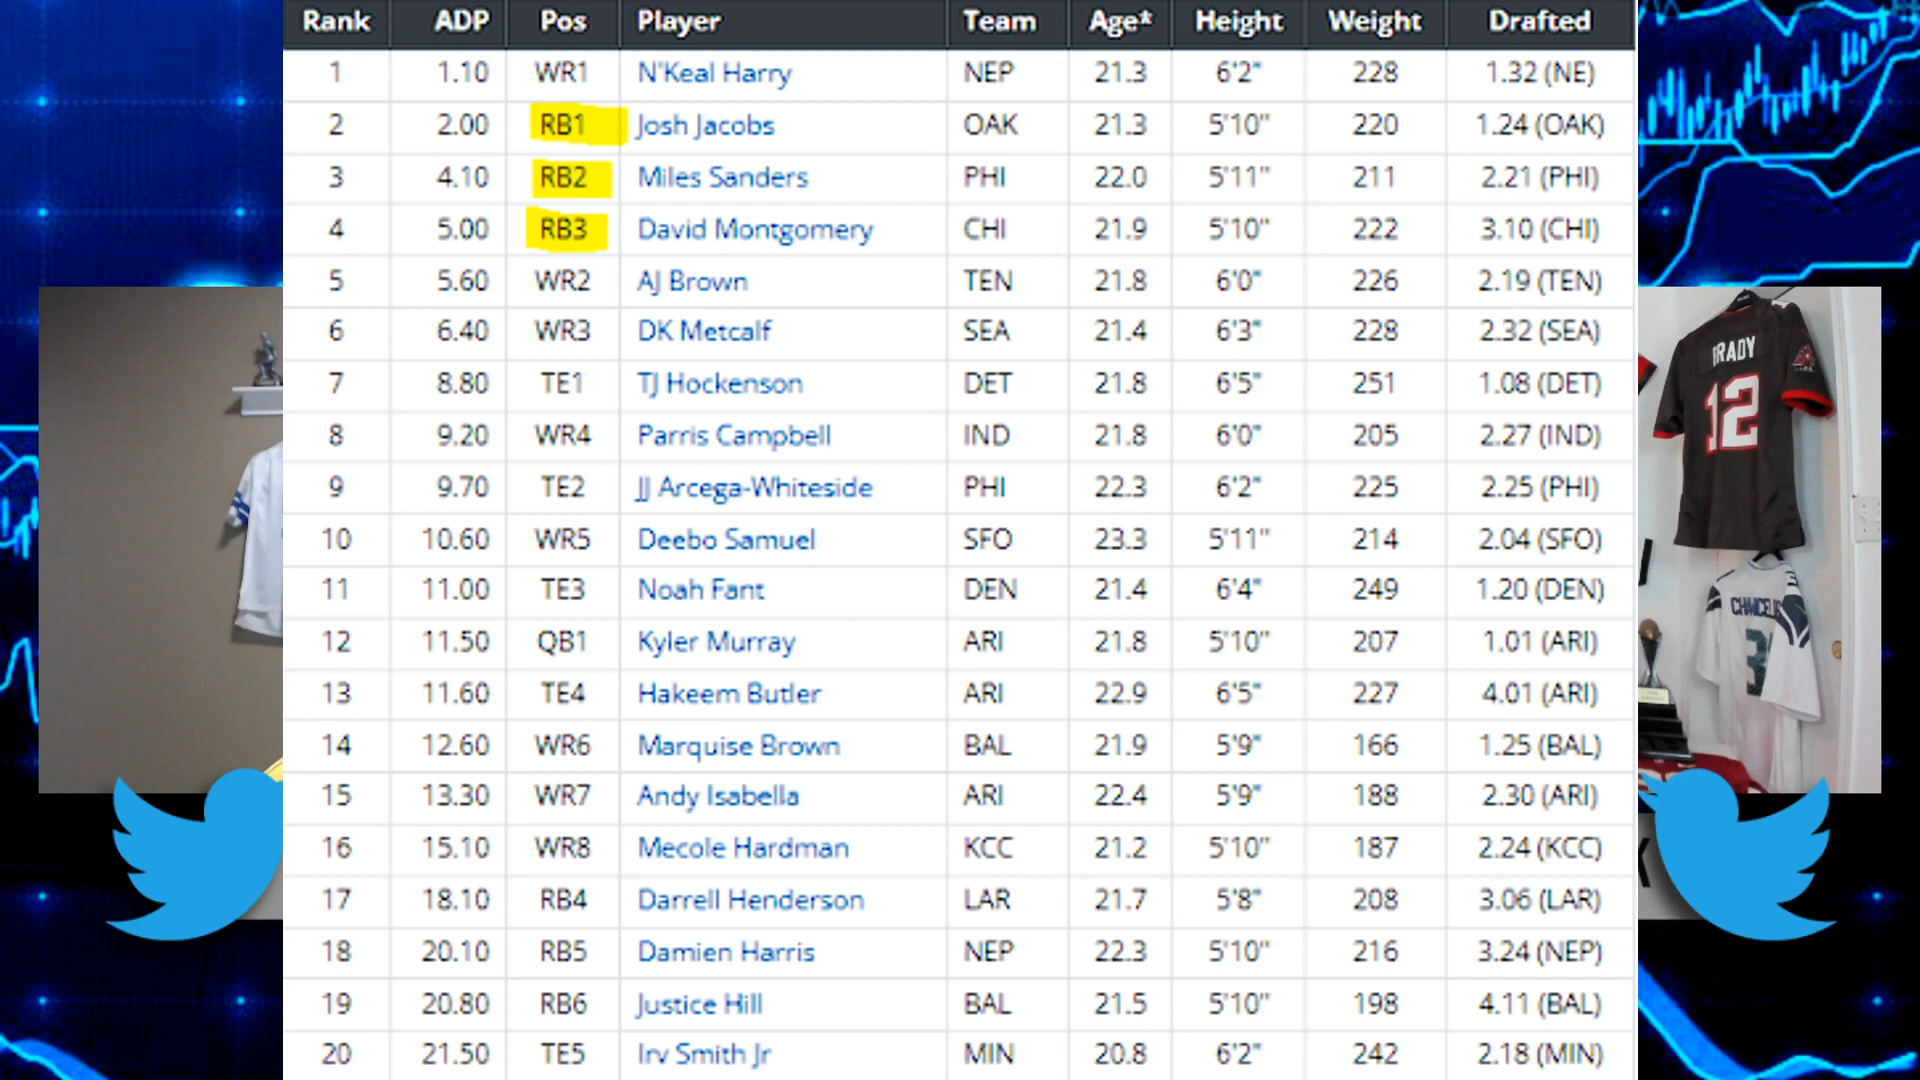 Rank ADP Pos Player Team Age* Height Weight Drafted
1 1.10 WR1 N'Keal Harry NEP 21.3 6'2" 228 1.32 (NE)
2 2.00 RB1 Josh Jacobs OAK 21.3 5'10" 220 1.24 (OAK)
3 4.10 RB2 Miles Sanders PHI 22.0 5'11" 211 2.21 (PHI)
4 5.00 RB3 David Montgomery CHI 21.9 5'10" 222 3.10 (CHI)
5 5.60 WR2 AJ Brown TEN 21.8 6'0" 226 2.19 (TEN)
6 6.40 WR3 DK Metcalf SEA 21.4 6'3" 228 2.32 (SEA)
7 8.80 TE1 TJ Hockenson DET 21.8 6'5" 251 1.08 (DET)
8 9.20 WR4 Parris Campbell IND 21.8 6'0" 205 2.27 (IND)
9 9.70 TE2 JJ Arcega-Whiteside PHI 22.3 6'2" 225 2.25 (PHI)
10 10.60 WR5 Deebo Samuel SFO 23.3 5'11" 214 2.04 (SFO)
11 11.00 TE3 Noah Fant DEN 21.4 6'4" 249 1.20 (DEN)
12 11.50 QB1 Kyler Murray ARI 21.8 5'10" 207 1.01 (ARI)
13 11.60 TE4 Hakeem Butler ARI 22.9 6'5" 227 4.01 (ARI)
14 12.60 WR6 Marquise Brown BAL 21.9 5'9" 166 1.25 (BAL)
15 13.30 WR7 Andy Isabella ARI 22.4 5'9" 188 2.30 (ARI)
16 15.10 WR8 Mecole Hardman KCC 21.2 5'10" 187 2.24 (KCC)
17 18.10 RB4 Darrell Henderson LAR 21.7 5'8" 208 3.06 (LAR)
18 20.10 RB5 Damien Harris NEP 22.3 5'10" 216 3.24 (NEP)
19 20.80 RB6 Justice Hill BAL 21.5 5'10" 198 4.11 (BAL)
20 21.50 TE5 Irv Smith Jr MIN 20.8 6'2" 242 2.18 (MIN)
BRADY
12